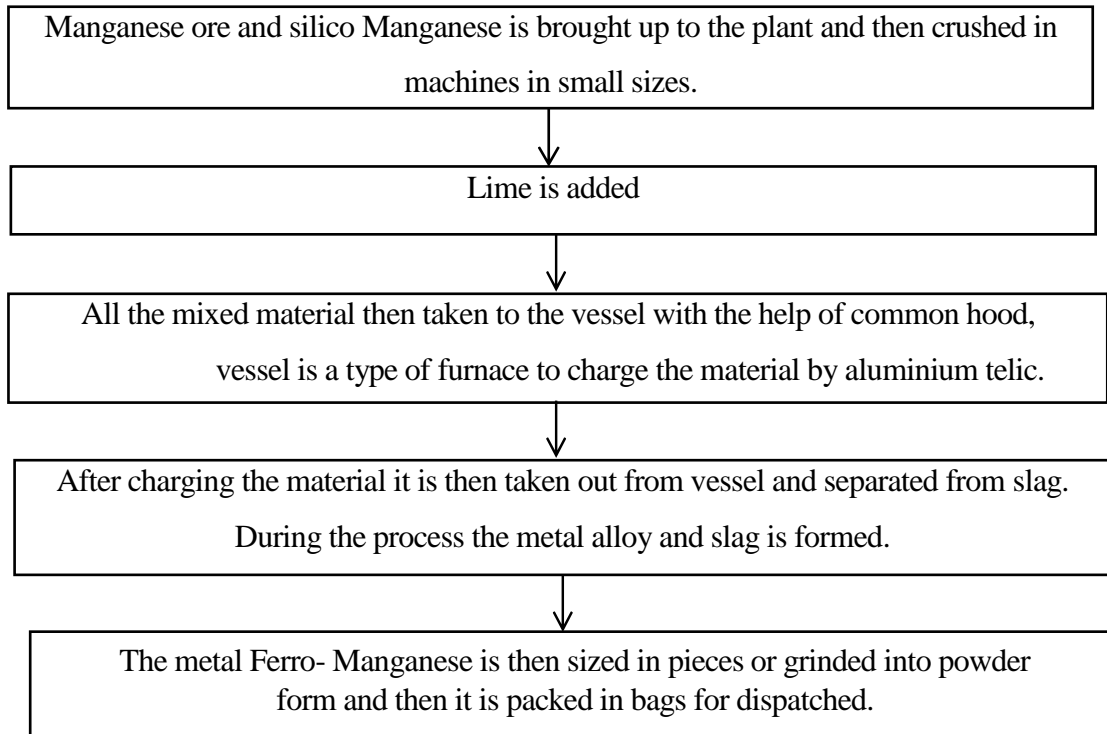 Manganese ore and silico Manganese is brought up to the plant and then crushed in
machines in small sizes.
Lime is added
All the mixed material then taken to the vessel with the help of common hood,
vessel is a type of furnace to charge the material by aluminium telic.
After charging the material it is then taken out from vessel and separated from slag.
During the process the metal alloy and slag is formed.
The metal Ferro- Manganese is then sized in pieces or grinded into powder
form and then it is packed in bags for dispatched.